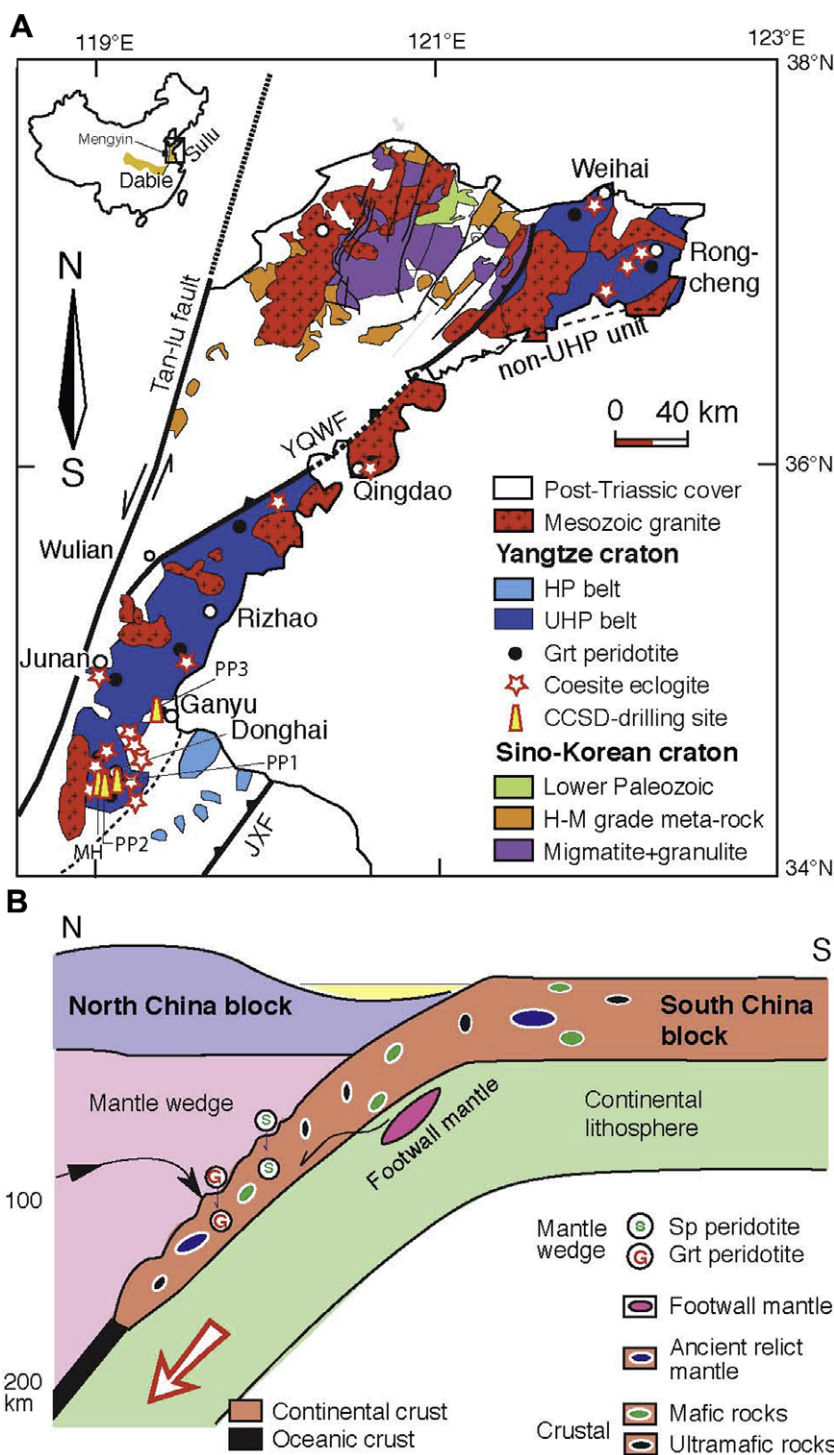 A
119°E
121°E
123°E
38°N
Mengyin
Sulu
Dabie
Weihai
Rong-
cheng
N
S
Tan-lu fault
non-UHP unit
0 40 km
YQWF
36°N
Qingdao
Wulian
Rizhao
Junan
PP3
Ganyu
Donghai
PP1
MH
PP2
JXF
34°N
Post-Triassic cover
Mesozoic granite
Yangtze craton
HP belt
UHP belt
Grt peridotite
Coesite eclogite
CCSD-drilling site
Sino-Korean craton
Lower Paleozoic
H-M grade meta-rock
Migmatite+granulite
B
N
S
North China block
South China
block
Mantle wedge
S
S
G
G
Footwall mantle
Continental
lithosphere
100
200
km
Mantle
wedge
S Sp peridotite
G Grt peridotite
Footwall mantle
Ancient relict
mantle
Crustal
Mafic rocks
Ultramafic rocks
Continental crust
Oceanic crust